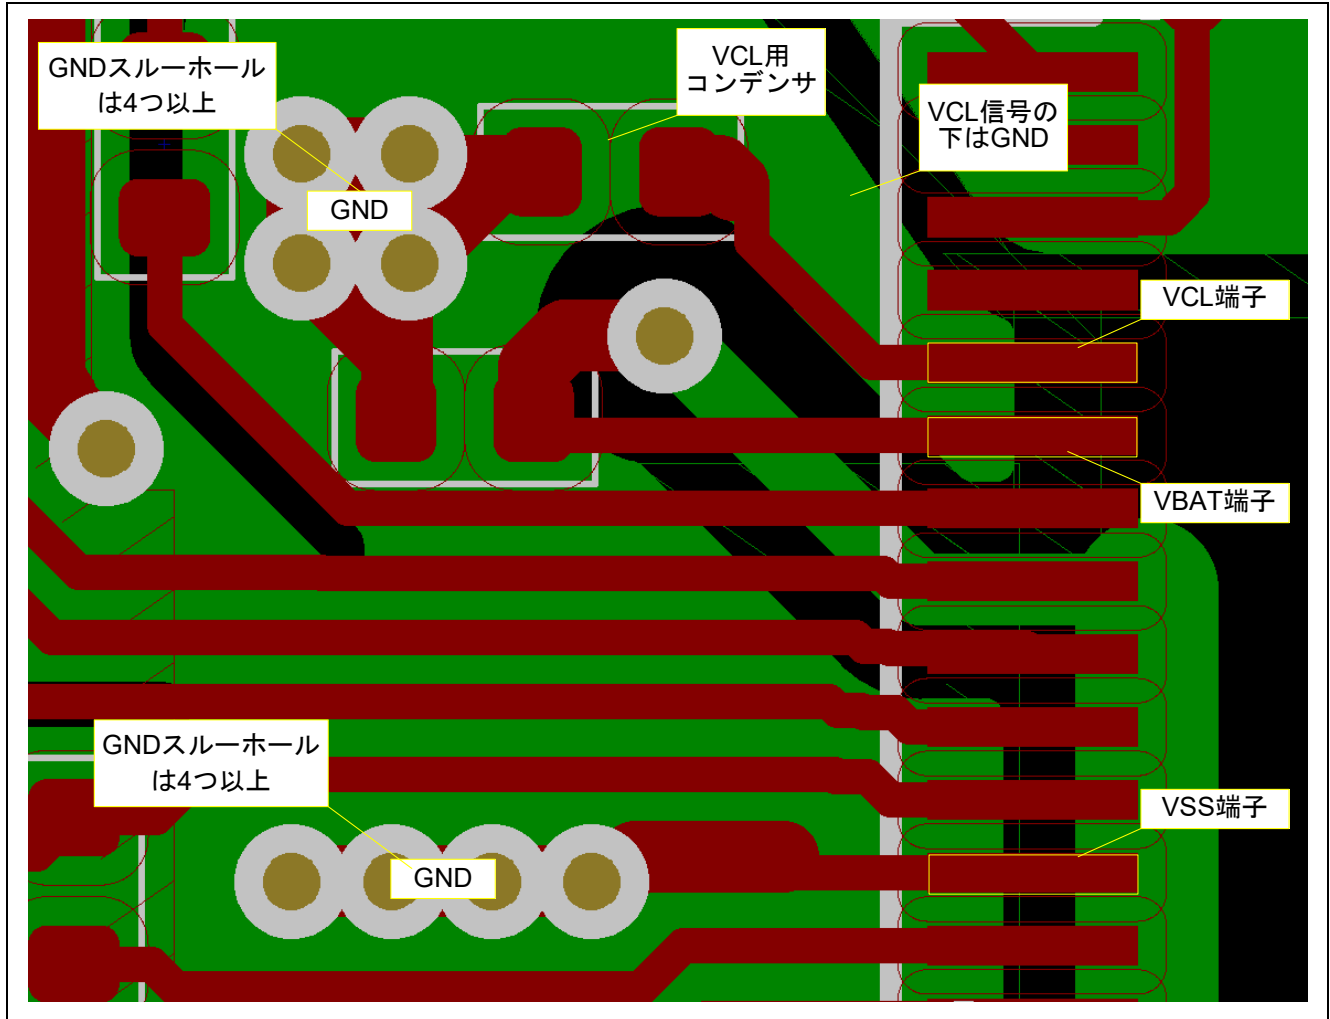 GNDスルーホール
は4つ以上
VCL用
コンデンサ
VCL信号の
下はGND
GND
VCL端子
VBAT端子
GNDスルーホール
は4つ以上
VSS端子
GND